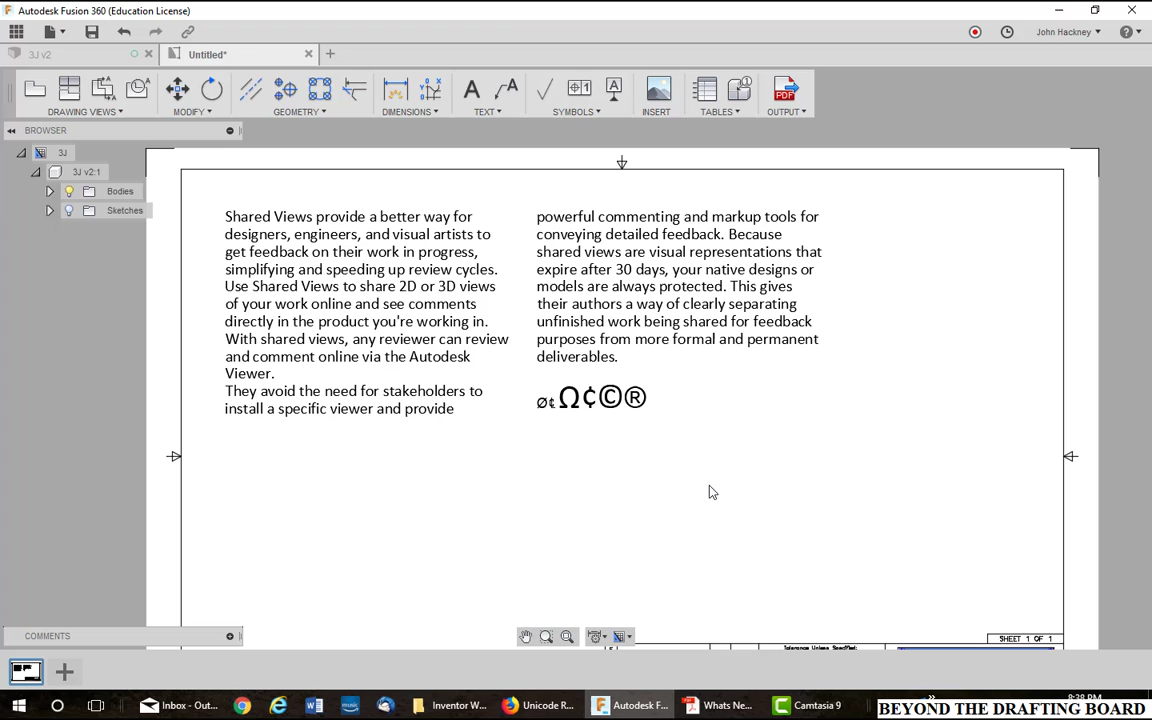 Autodesk Fusion 360 (Education License)
John Hackney
3J v2
Untitled*
DRAWING VIEWS
MODIFY
GEOMETRY
DIMENSIONS
TEXT
SYMBOLS
INSERT
TABLES
OUTPUT
BROWSER
3J
3J v2:1
Bodies
Sketches
Shared Views provide a better way for
designers, engineers, and visual artists to
get feedback on their work in progress,
simplifying and speeding up review cycles.
Use Shared Views to share 2D or 3D views
of your work online and see comments
directly in the product you're working in.
With shared views, any reviewer can review
and comment online via the Autodesk
Viewer.
They avoid the need for stakeholders to
install a specific viewer and provide
powerful commenting and markup tools for
conveying detailed feedback. Because
shared views are visual representations that
expire after 30 days, your native designs or
models are always protected. This gives
their authors a way of clearly separating
unfinished work being shared for feedback
purposes from more formal and permanent
deliverables.
Ø¢Ω¢©®
COMMENTS
SHEET 1 OF 1
Tolerance Unless Specified:
Inbox - Out...
Inventor W...
Unicode R...
Autodesk F...
Whats Ne...
Camtasia 9
8:38 PM
BEYOND THE DRAFTING BOARD